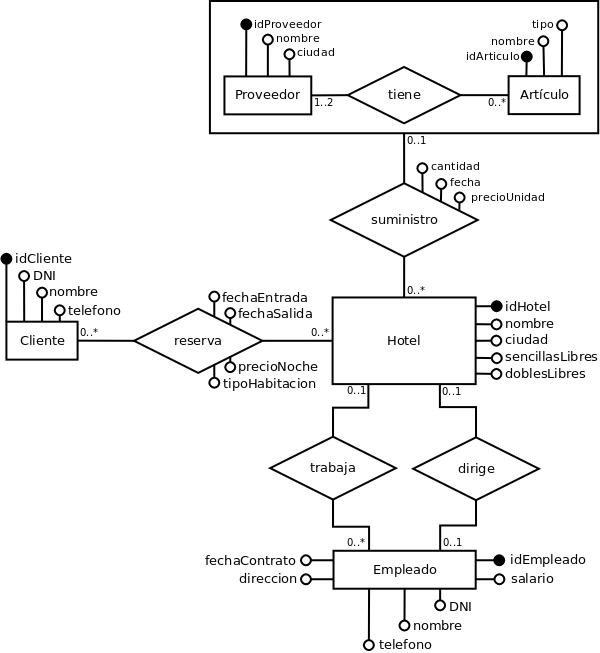 idProveedor
nombre
ciudad
tipo
nombre
idArticulo
Proveedor
1..2
tiene
0..*
Artículo
0..1
cantidad
fecha
precioUnidad
suministro
0..*
idCliente
DNI
nombre
telefono
Cliente
0..*
fechaEntrada
fechaSalida
reserva
precioNoche
tipoHabitacion
0..*
Hotel
idHotel
nombre
ciudad
sencillasLibres
doblesLibres
0..1
0..1
trabaja
dirige
0..*
0..1
fechaContrato
direccion
Empleado
idEmpleado
salario
DNI
nombre
telefono